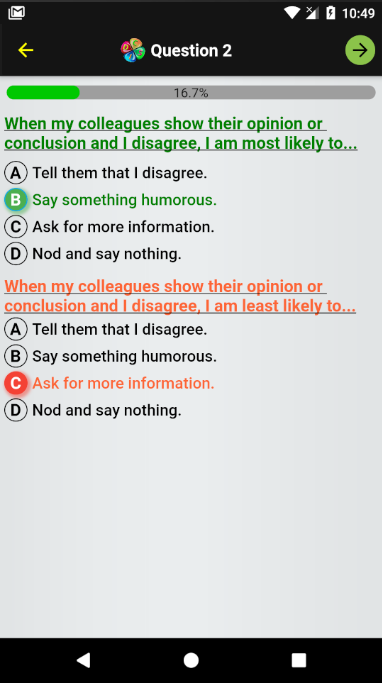 10:49
Question 2
16.7%
When my colleagues show their opinion or
conclusion and I disagree, I am most likely to...
A Tell them that I disagree.
B Say something humorous.
C Ask for more information.
D Nod and say nothing.
When my colleagues show their opinion or
conclusion and I disagree, I am least likely to...
A Tell them that I disagree.
B Say something humorous.
C Ask for more information.
D Nod and say nothing.